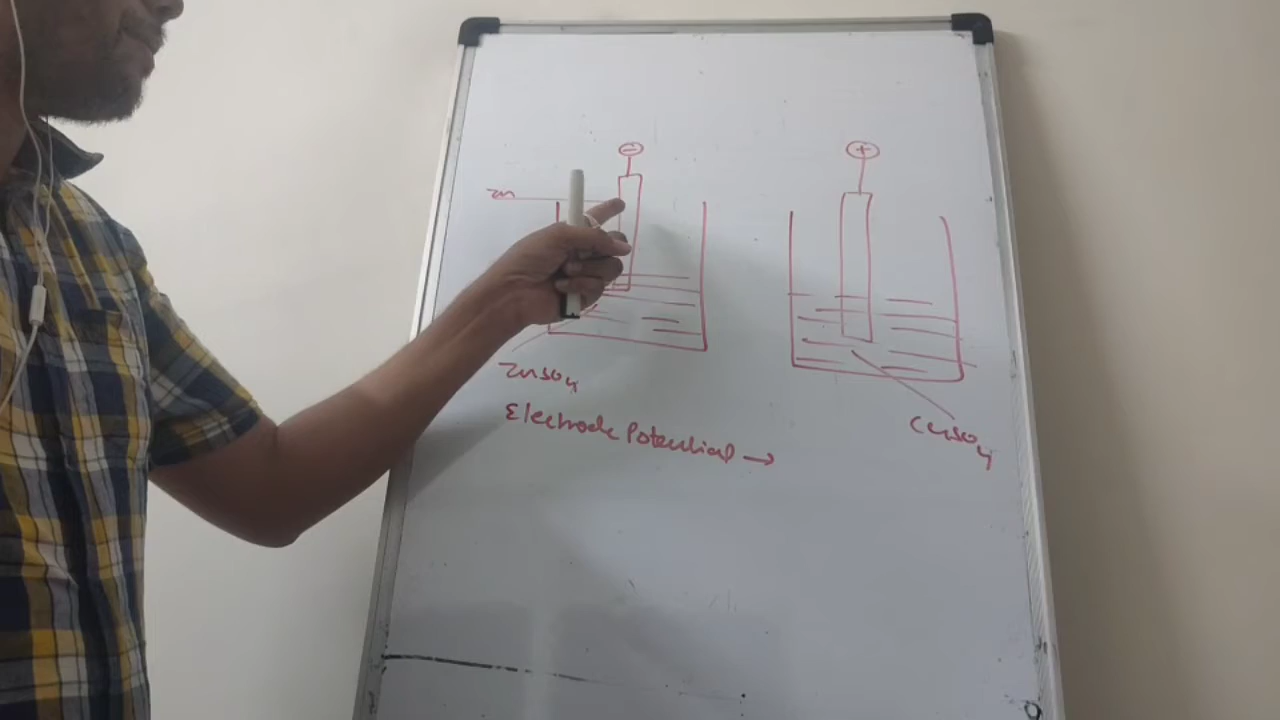 ⊖
⊕
Zn
ZnSO4
CuSO4
Electrode Potential →